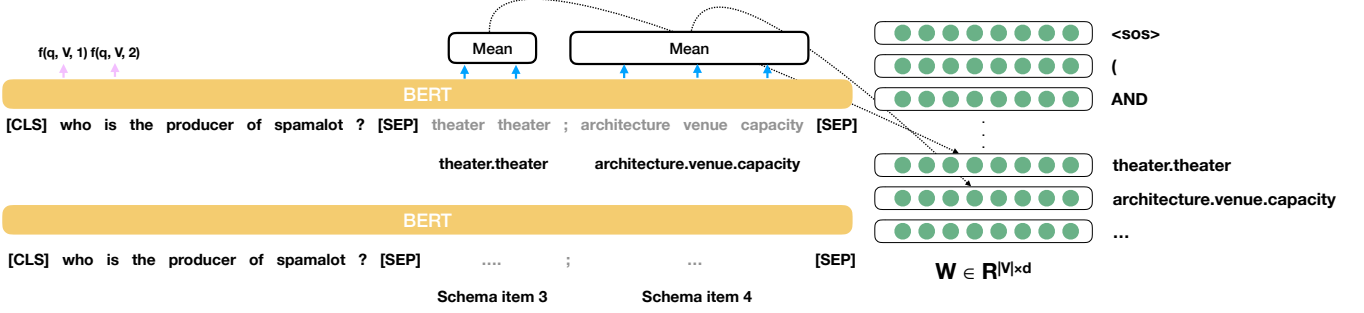 f(q, V, 1) f(q, V, 2)
Mean
Mean
BERT
[CLS] who is the producer of spamalot ? [SEP] theater theater ; architecture venue capacity [SEP]
theater.theater
architecture.venue.capacity
BERT
[CLS] who is the producer of spamalot ? [SEP] .... ; ... [SEP]
Schema item 3
Schema item 4
<sos>
(
AND
.
.
.
theater.theater
architecture.venue.capacity
...
W ∈ R|V|×d